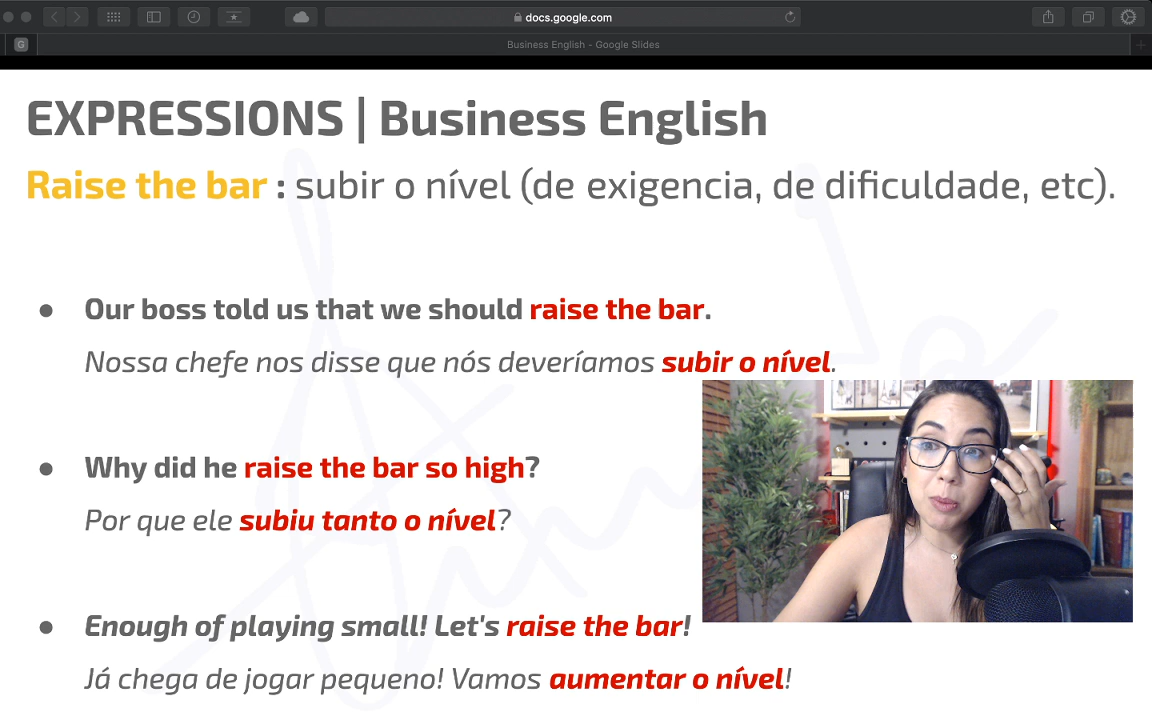 docs.google.com
G
Business English - Google Slides
EXPRESSIONS | Business English
Raise the bar : subir o nível (de exigencia, de dificuldade, etc).
● Our boss told us that we should raise the bar.
Nossa chefe nos disse que nós deveríamos subir o nível.
● Why did he raise the bar so high?
Por que ele subiu tanto o nível?
● Enough of playing small! Let's raise the bar!
Já chega de jogar pequeno! Vamos aumentar o nível!